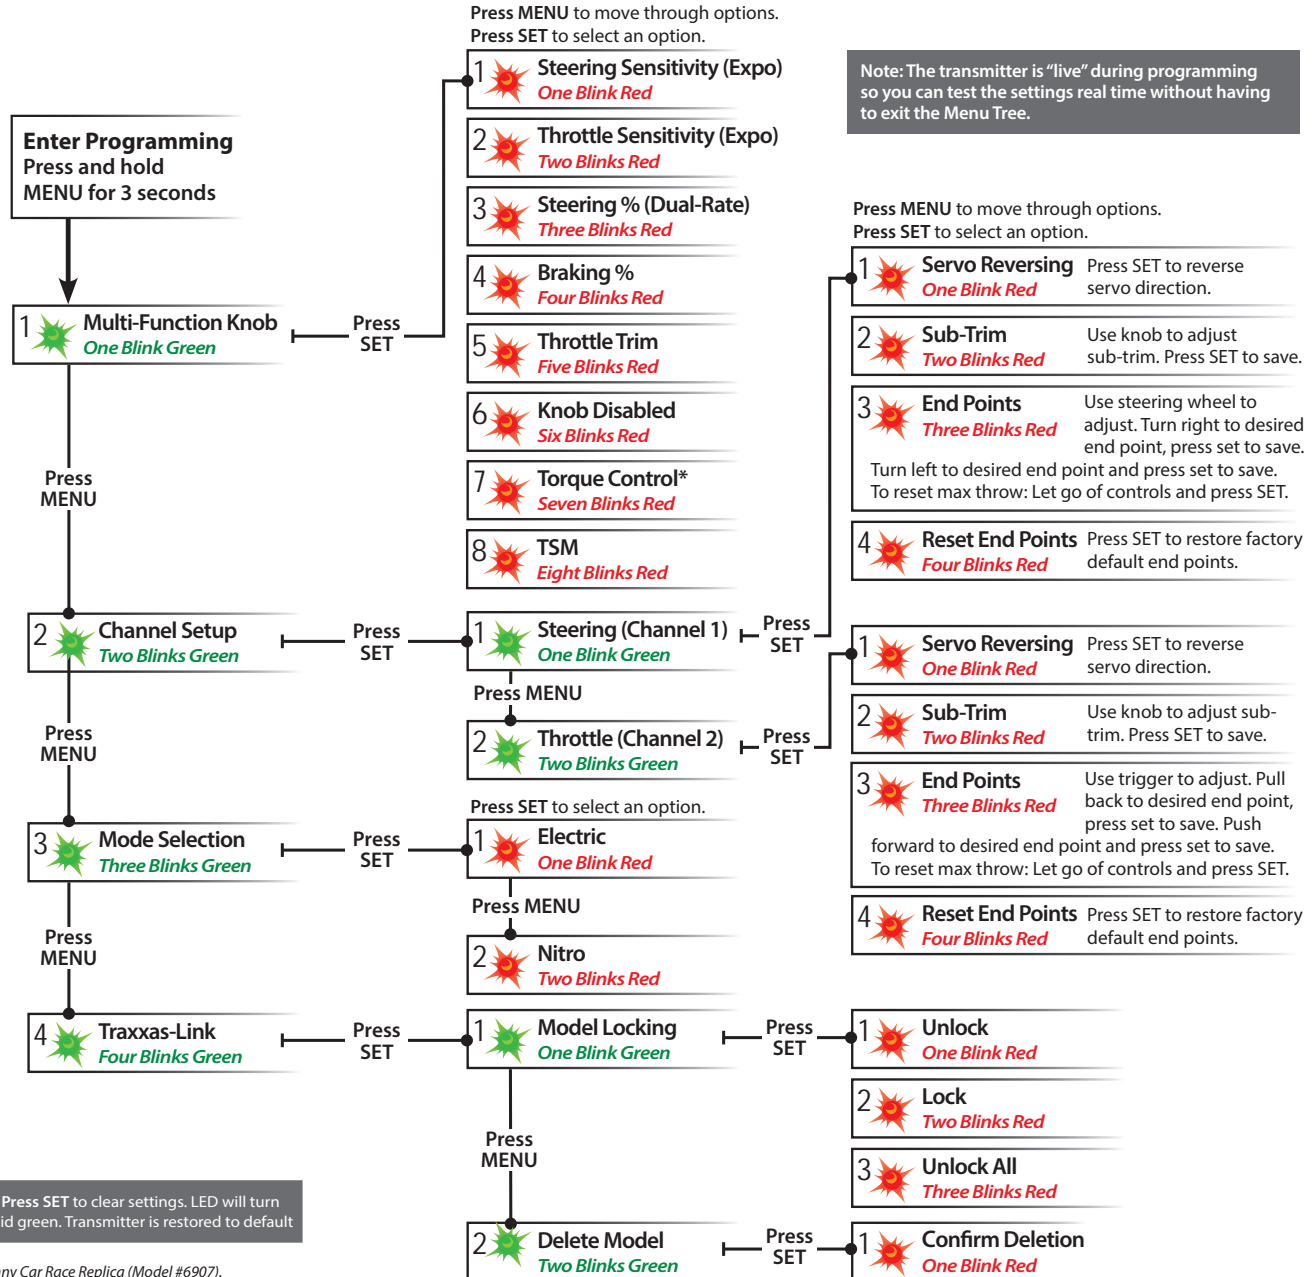 Press MENU to move through options.
Press SET to select an option.
1 Steering Sensitivity (Expo)
One Blink Red
2 Throttle Sensitivity (Expo)
Two Blinks Red
3 Steering % (Dual-Rate)
Three Blinks Red
4 Braking %
Four Blinks Red
5 Throttle Trim
Five Blinks Red
6 Knob Disabled
Six Blinks Red
7 Torque Control*
Seven Blinks Red
8 TSM
Eight Blinks Red
Note: The transmitter is “live” during programming
so you can test the settings real time without having
to exit the Menu Tree.
Enter Programming
Press and hold
MENU for 3 seconds
1 Multi-Function Knob
One Blink Green
Press
SET
Press
MENU
2 Channel Setup
Two Blinks Green
Press
SET
1 Steering (Channel 1)
One Blink Green
Press
SET
Press MENU
2 Throttle (Channel 2)
Two Blinks Green
Press
SET
Press MENU to move through options.
Press SET to select an option.
1 Servo Reversing
One Blink Red
Press SET to reverse
servo direction.
2 Sub-Trim
Two Blinks Red
Use knob to adjust
sub-trim. Press SET to save.
3 End Points
Three Blinks Red
Use steering wheel to
adjust. Turn right to desired
end point, press set to save.
Turn left to desired end point and press set to save.
To reset max throw: Let go of controls and press SET.
4 Reset End Points
Four Blinks Red
Press SET to restore factory
default end points.
1 Servo Reversing
One Blink Red
Press SET to reverse
servo direction.
2 Sub-Trim
Two Blinks Red
Use knob to adjust sub-
trim. Press SET to save.
3 End Points
Three Blinks Red
Use trigger to adjust. Pull
back to desired end point,
press set to save. Push
forward to desired end point and press set to save.
To reset max throw: Let go of controls and press SET.
4 Reset End Points
Four Blinks Red
Press SET to restore factory
default end points.
Press
MENU
3 Mode Selection
Three Blinks Green
Press
SET
Press SET to select an option.
1 Electric
One Blink Red
Press MENU
2 Nitro
Two Blinks Red
Press
MENU
4 Traxxas-Link
Four Blinks Green
Press
SET
1 Model Locking
One Blink Green
Press
SET
1 Unlock
One Blink Red
2 Lock
Two Blinks Red
3 Unlock All
Three Blinks Red
Press
MENU
2 Delete Model
Two Blinks Green
Press
SET
1 Confirm Deletion
One Blink Red
Press SET to clear settings. LED will turn
id green. Transmitter is restored to default
ny Car Race Replica (Model #6907).